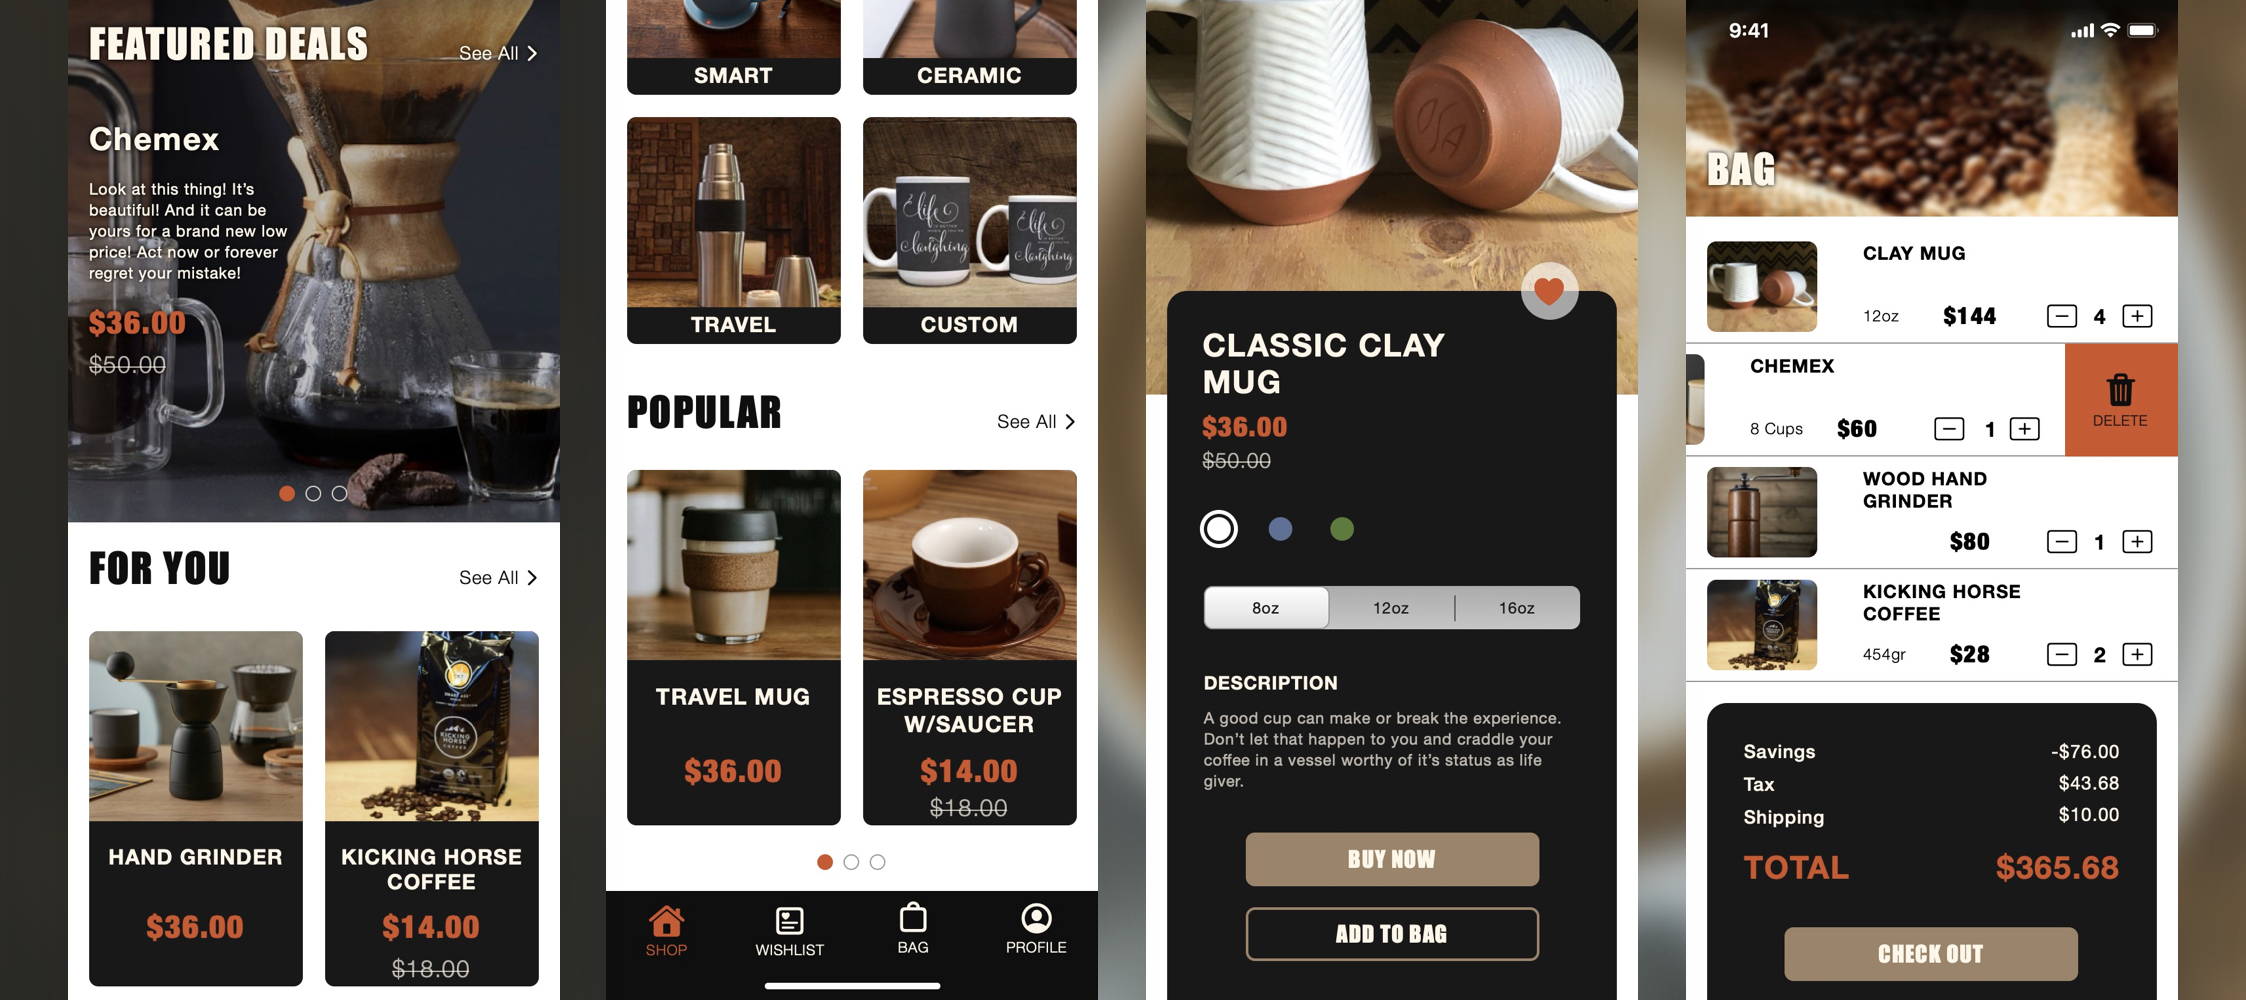 FEATURED DEALS
See All
Chemex
Look at this thing! It's
beautiful! And it can be
yours for a brand new low
price! Act now or forever
regret your mistake!
$36.00
$50.00
FOR YOU
See All
HAND GRINDER
$36.00
KICKING HORSE
COFFEE
$14.00
$18.00
KICKING
HORSE
COFFEE
SMART
CERAMIC
life
laughing
life
laughing
TRAVEL
CUSTOM
POPULAR
See All
TRAVEL MUG
$36.00
ESPRESSO CUP
W/SAUCER
$14.00
$18.00
SHOP
WISHLIST
BAG
PROFILE
CLASSIC CLAY
MUG
$36.00
$50.00
8oz
12oz
16oz
DESCRIPTION
A good cup can make or break the experience.
Don't let that happen to you and craddle your
coffee in a vessel worthy of it's status as life
giver.
BUY NOW
ADD TO BAG
9:41
BAG
CLAY MUG
12oz $144 4
CHEMEX
8 Cups $60 1
DELETE
WOOD HAND
GRINDER
$80 1
KICKING HORSE
COFFEE
454gr $28 2
Savings -$76.00
Tax $43.68
Shipping $10.00
TOTAL $365.68
CHECK OUT